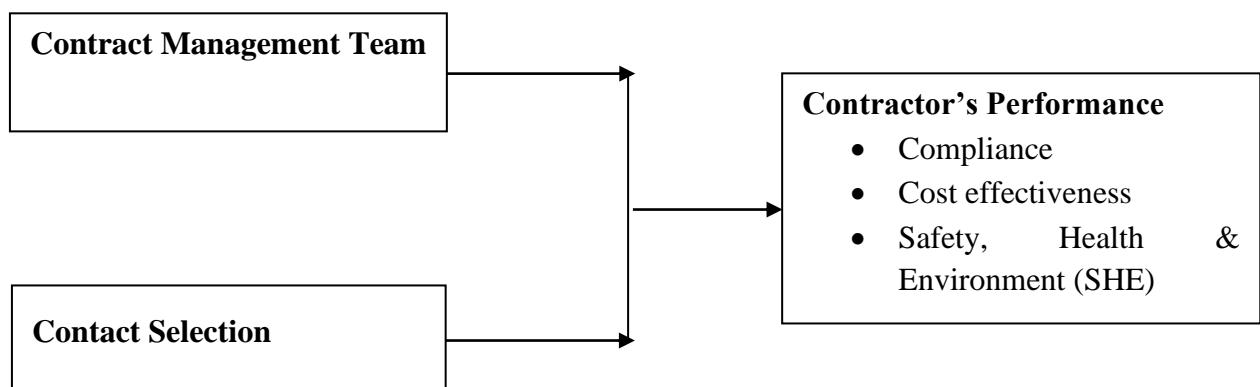 Contract Management Team
Contractor’s Performance
• Compliance
• Cost effectiveness
• Safety, Health &
Environment (SHE)
Contact Selection